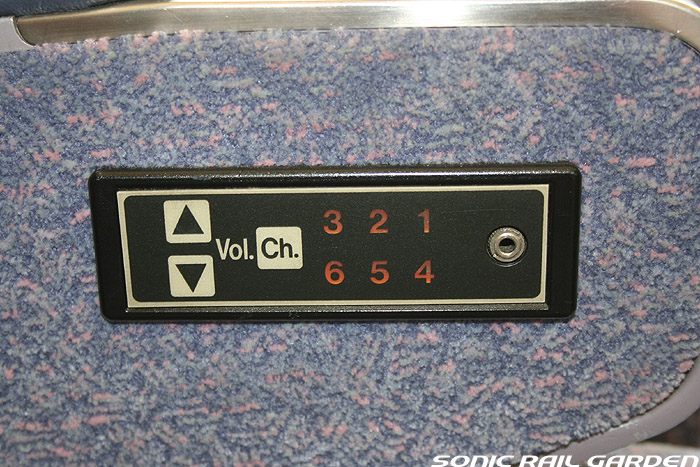 ▲
▼
Vol. Ch.
3 2 1
6 5 4
SONIC RAIL GARDEN